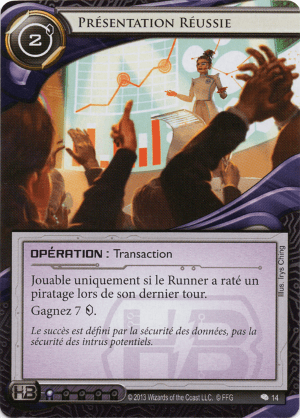 Présentation Réussie
2
OPÉRATION : Transaction
Jouable uniquement si le Runner a raté un
piratage lors de son dernier tour.
Gagnez 7
Le succès est défini par la sécurité des données, pas la
sécurité des intrus potentiels.
Illus. Irys Ching
HB
© 2013 Wizards of the Coast LLC. © FFG
14